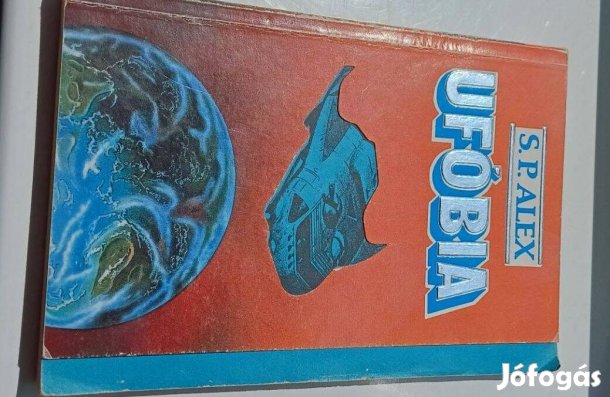 S. P. ALEX
UFÓBIA
Jófogás